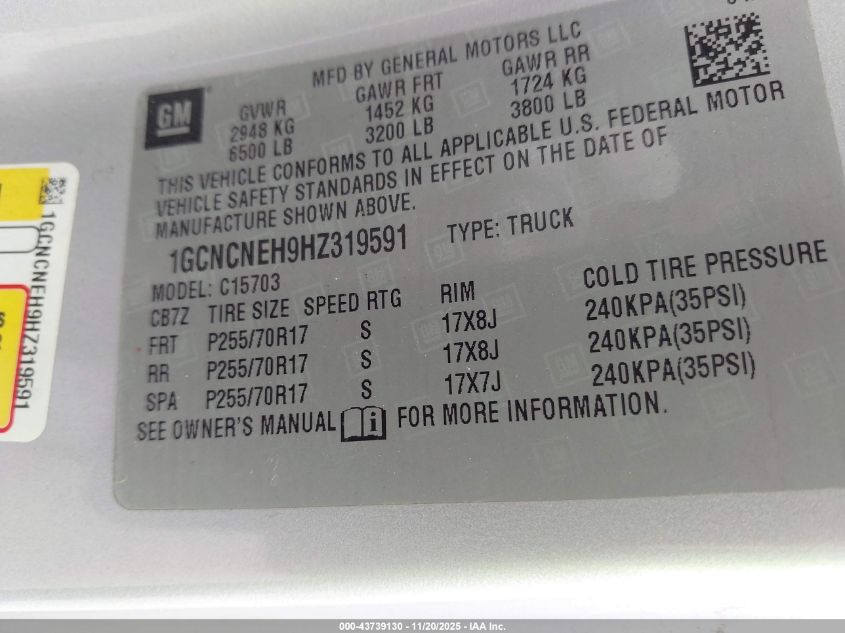 GM
MFD BY GENERAL MOTORS LLC
GVWR GAWR FRT GAWR RR
2948 KG 1452 KG 1724 KG
6500 LB 3200 LB 3800 LB
THIS VEHICLE CONFORMS TO ALL APPLICABLE U.S. FEDERAL MOTOR
VEHICLE SAFETY STANDARDS IN EFFECT ON THE DATE OF
MANUFACTURE SHOWN ABOVE.
1GCNCNEH9HZ319591 TYPE: TRUCK
MODEL: C15703
CB7Z TIRE SIZE SPEED RTG RIM COLD TIRE PRESSURE
FRT P255/70R17 S 17X8J 240KPA(35PSI)
RR P255/70R17 S 17X8J 240KPA(35PSI)
SPA P255/70R17 S 17X7J 240KPA(35PSI)
SEE OWNER'S MANUAL i FOR MORE INFORMATION.
1GCNCNEH9HZ319591
000-43739130 - 11/20/2025 - IAA Inc.